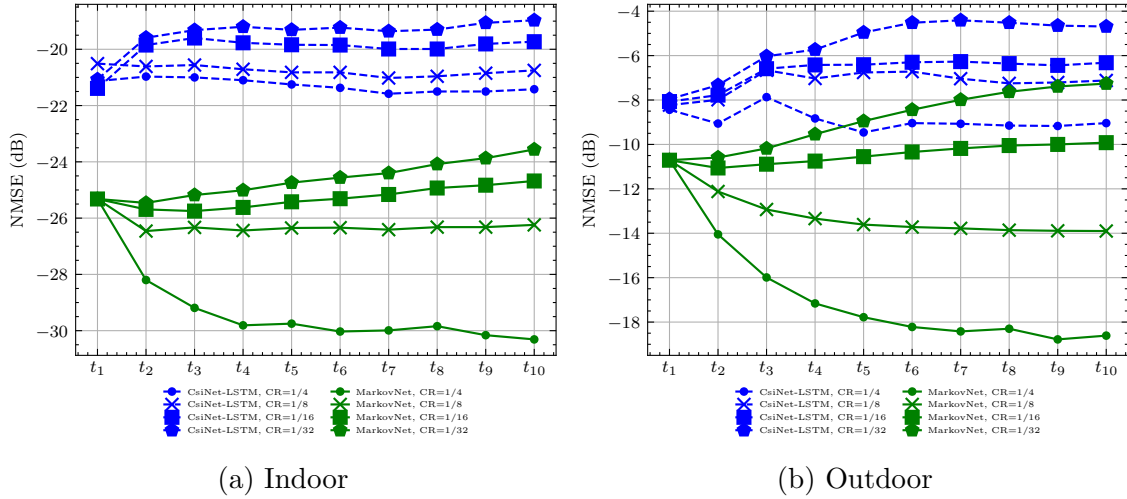 NMSE (dB)
−20
−22
−24
−26
−28
−30
t1 t2 t3 t4 t5 t6 t7 t8 t9 t10
CsiNet-LSTM, CR=1/4
CsiNet-LSTM, CR=1/8
CsiNet-LSTM, CR=1/16
CsiNet-LSTM, CR=1/32
MarkovNet, CR=1/4
MarkovNet, CR=1/8
MarkovNet, CR=1/16
MarkovNet, CR=1/32
(a) Indoor
NMSE (dB)
−4
−6
−8
−10
−12
−14
−16
−18
t1 t2 t3 t4 t5 t6 t7 t8 t9 t10
CsiNet-LSTM, CR=1/4
CsiNet-LSTM, CR=1/8
CsiNet-LSTM, CR=1/16
CsiNet-LSTM, CR=1/32
MarkovNet, CR=1/4
MarkovNet, CR=1/8
MarkovNet, CR=1/16
MarkovNet, CR=1/32
(b) Outdoor